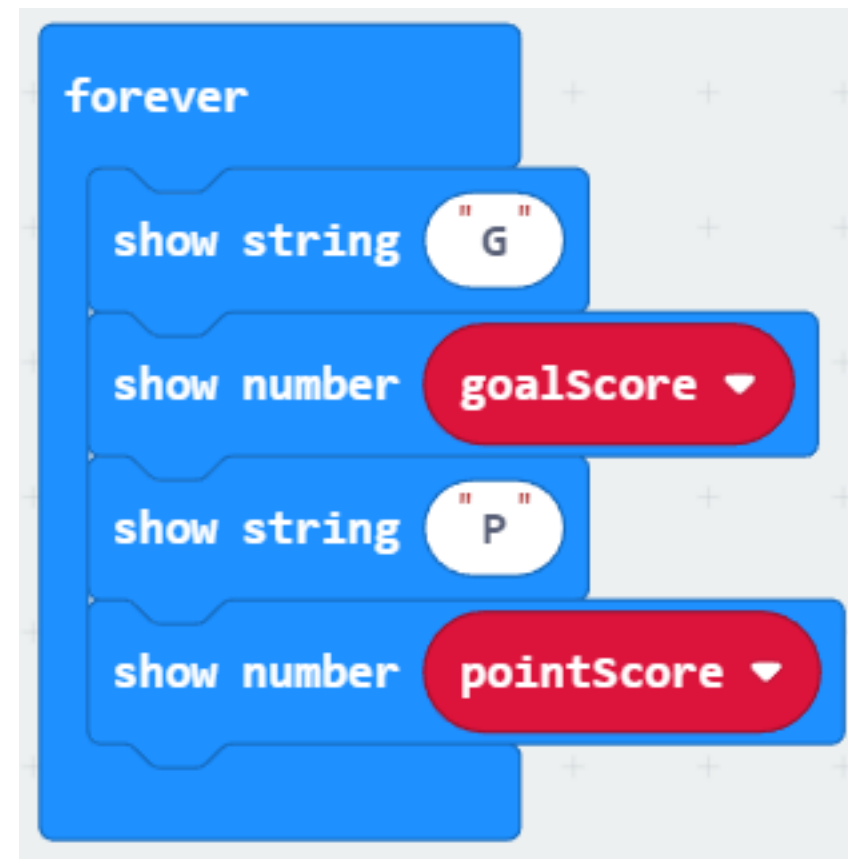 forever
show string "G"
show number goalScore
show string "P"
show number pointScore